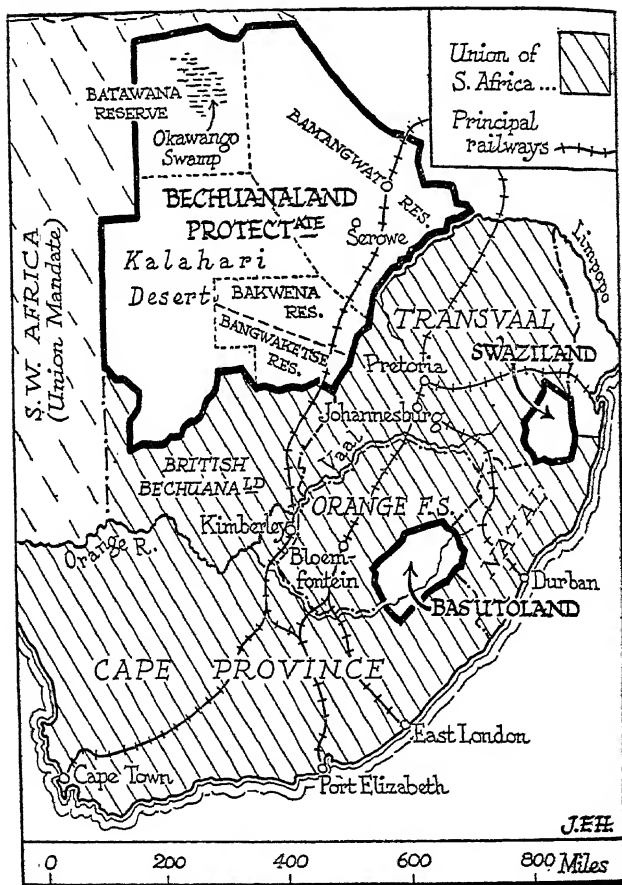 Union of
S. Africa ...
Principal
railways
BATAWANA
RESERVE
Okawango
Swamp
BAMANGWATO RES.
BECHUANALAND
PROTECTATE
Serowe
Kalahari
Desert
BAKWENA
RES.
BANGWAKETSE
RES.
S.W. AFRICA
(Union Mandate)
Limpopo
TRANSVAAL
SWAZILAND
Pretoria
Johannesburg
Vaal
BRITISH
BECHUANALD
ORANGE F.S.
Kimberley
Orange R.
Bloem-
fontein
NATAL
Durban
BASUTOLAND
CAPE PROVINCE
East London
Cape Town
Port Elizabeth
J.F.H.
0 200 400 600 800 Miles